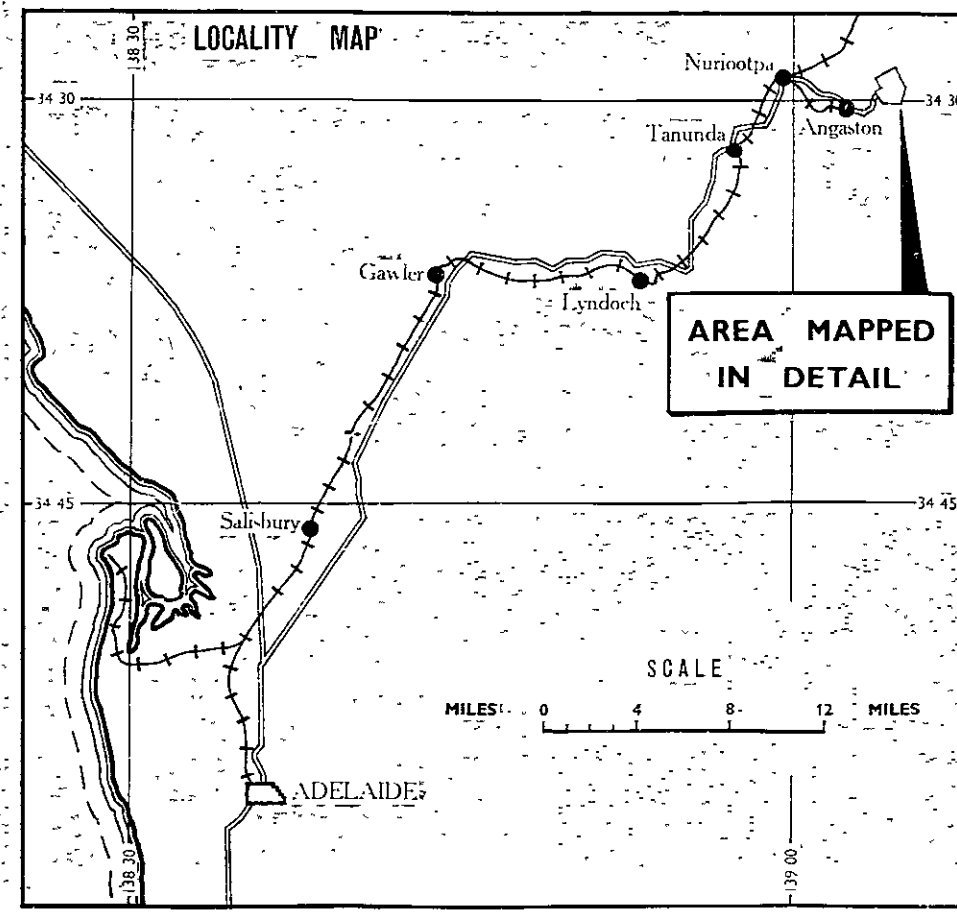 138 30
LOCALITY MAP
Nuriootpa
34 30
34 30
Tanunda
Angaston
Gawler
Lyndoch
AREA MAPPED
IN DETAIL
34 45
34 45
Salisbury
SCALE
MILES 0 4 8 12 MILES
ADELAIDE
138 30
139 00